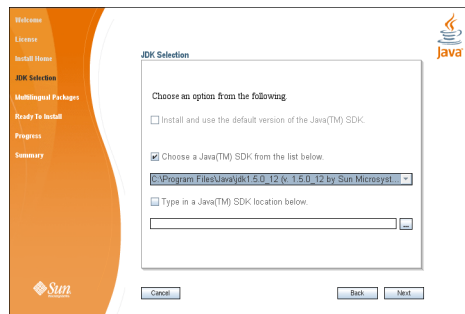 Welcome
License
Install Home
JDK Selection
Multilingual Packages
Ready To Install
Progress
Summary
Sun
Java
JDK Selection
Choose an option from the following.
Install and use the default version of the Java(TM) SDK.
Choose a Java(TM) SDK from the list below.
C:\Program Files\Java\jdk1.5.0_12 (v. 1.5.0_12 by Sun Microsyst...
Type in a Java(TM) SDK location below.
...
Cancel
Back
Next